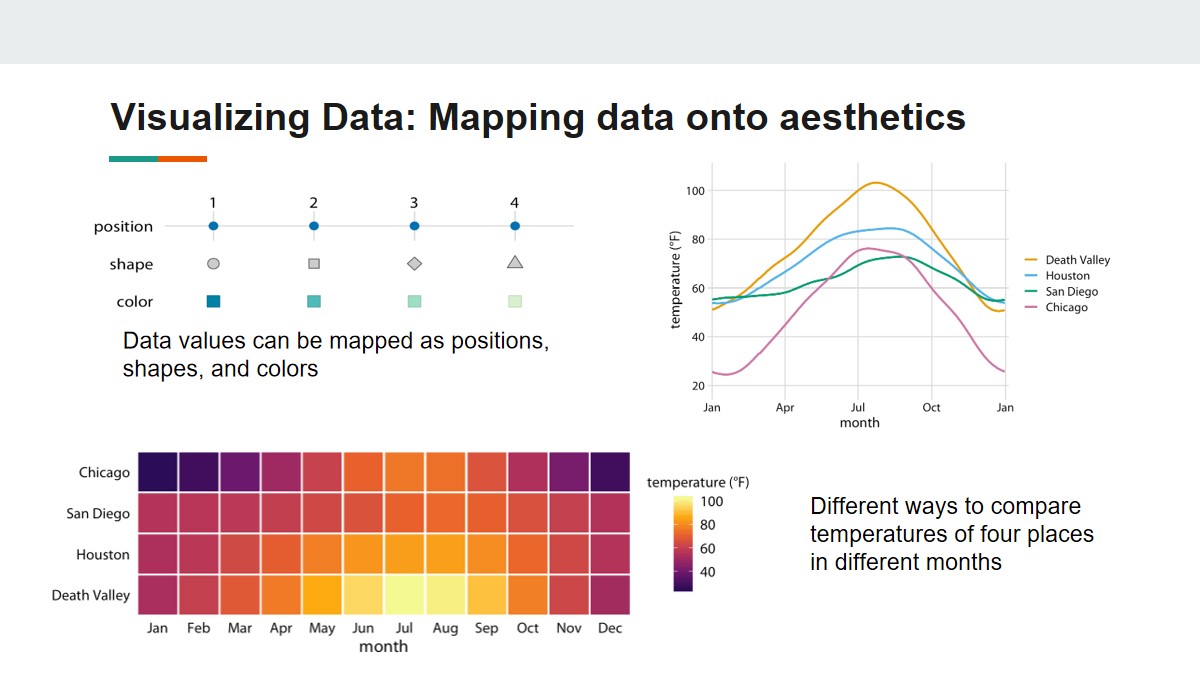 Visualizing Data: Mapping data onto aesthetics
1 2 3 4
position
shape
color
Data values can be mapped as positions,
shapes, and colors
temperature (°F)
100
80
60
40
20
Jan Apr Jul Oct Jan
month
Death Valley
Houston
San Diego
Chicago
Chicago
San Diego
Houston
Death Valley
Jan Feb Mar Apr May Jun Jul Aug Sep Oct Nov Dec
month
temperature (°F)
100
80
60
40
Different ways to compare
temperatures of four places
in different months